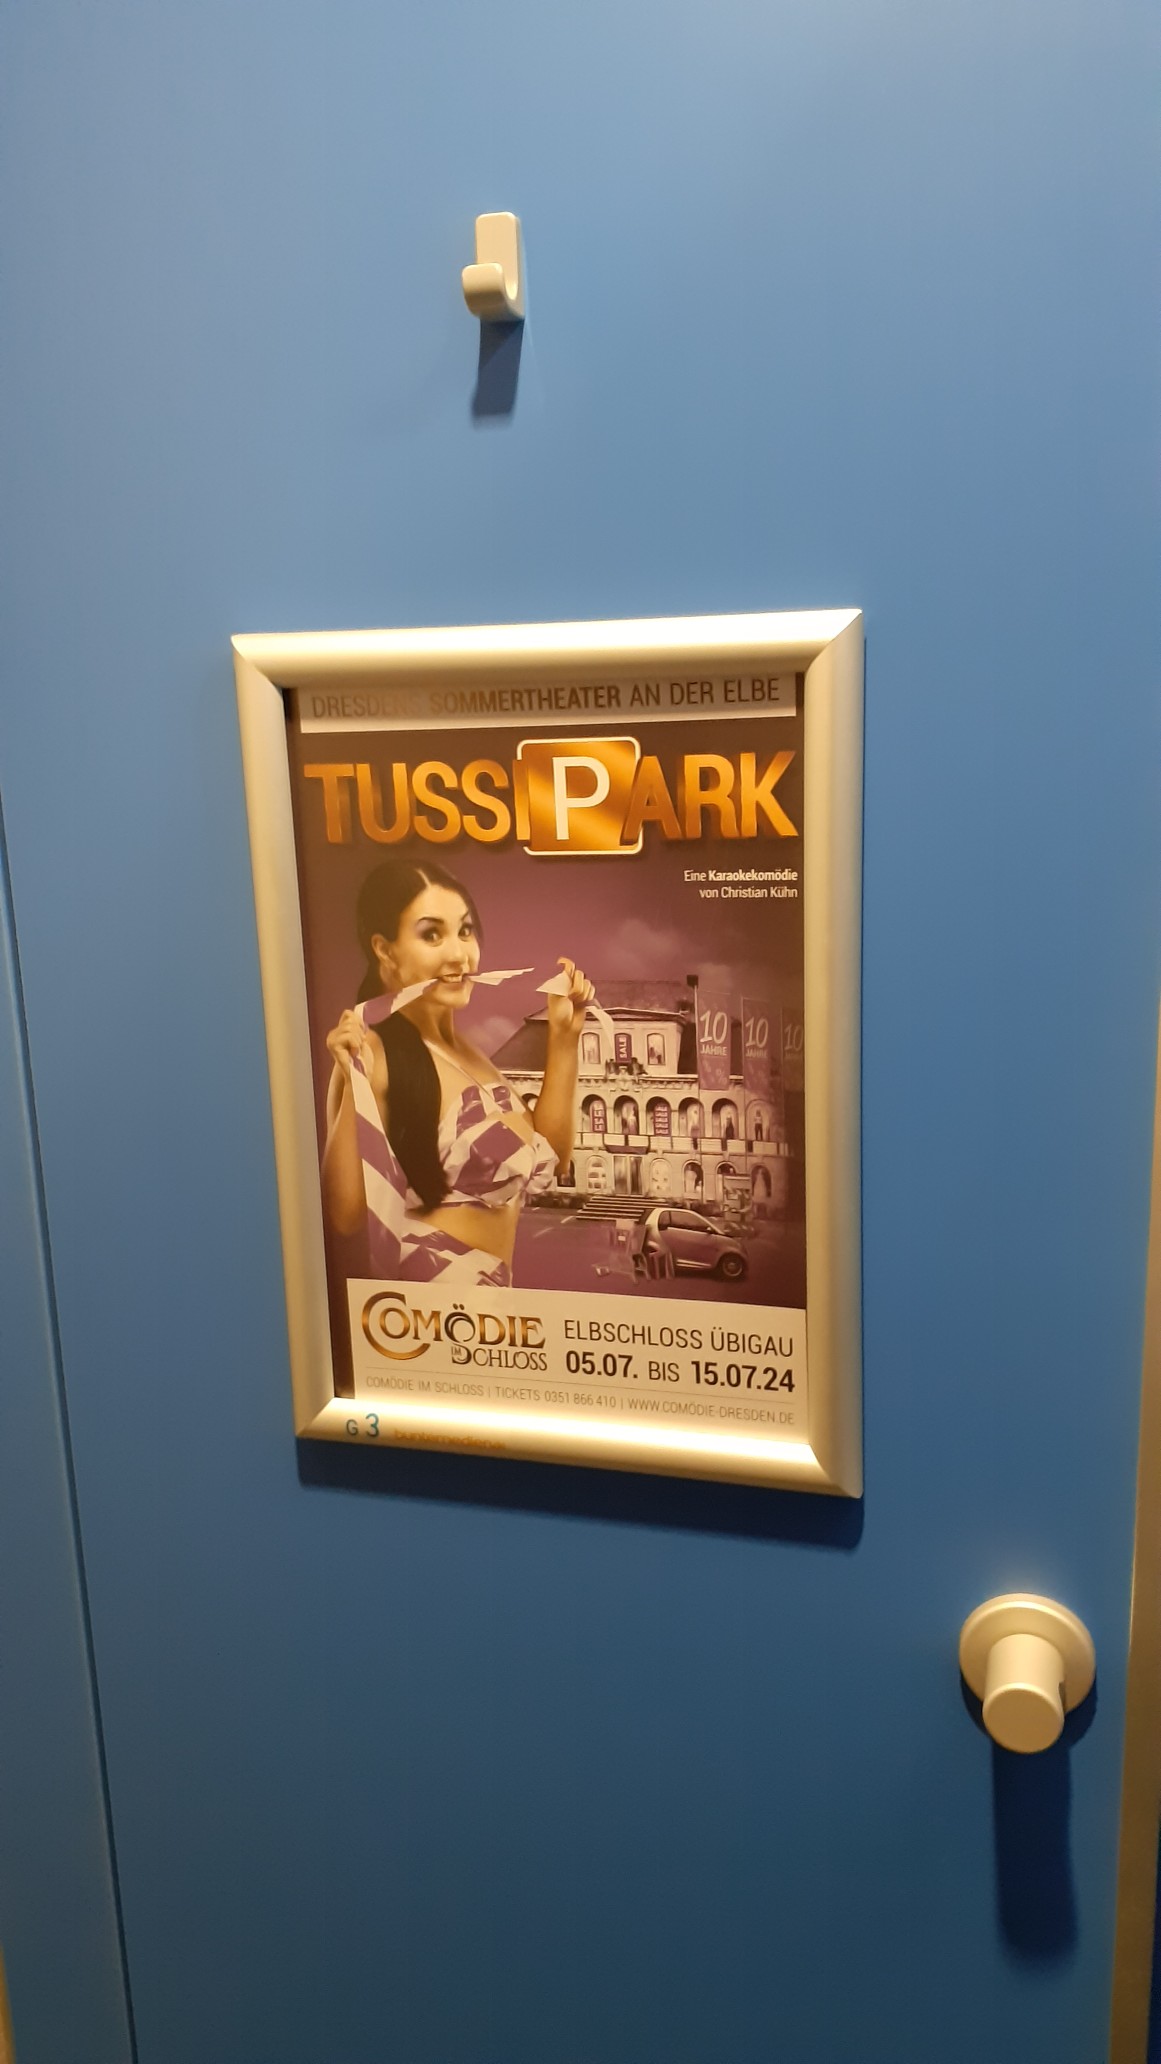 DRESDENS SOMMERTHEATER AN DER ELBE
TUSSIPARK
Eine Karaokekomödie
von Christian Kühn
10 JAHRE
10 JAHRE
10
SALE
COMÖDIE
IM SCHLOSS
ELBSCHLOSS ÜBIGAU
05.07. BIS 15.07.24
COMÖDIE IM SCHLOSS | TICKETS 0351 866 410 | WWW.COMÖDIE-DRESDEN.DE
G 3